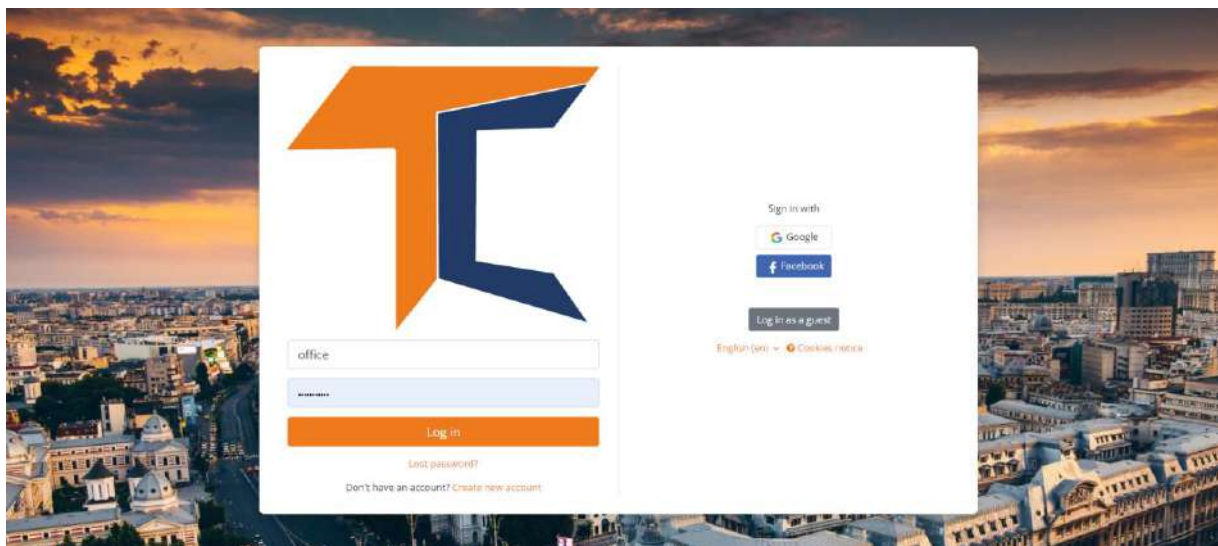 office
Log in
Lost password?
Don't have an account? Create new account
Sign in with
Google
Facebook
Log in as a guest
English (en) Cookies notice